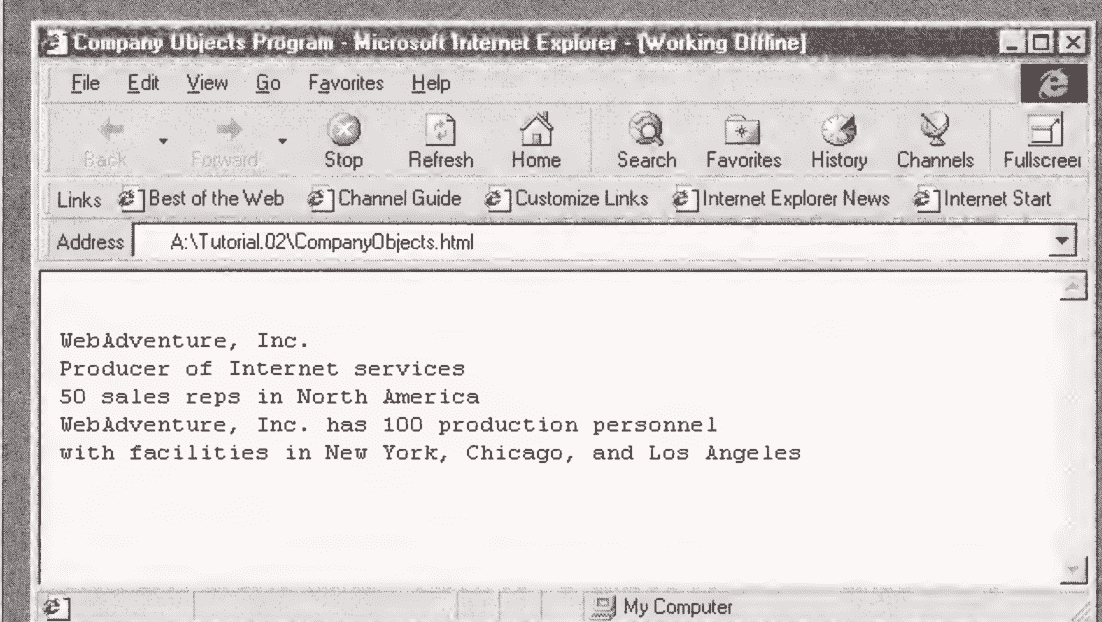 Company Objects Program - Microsoft Internet Explorer - [Working Offline]
File Edit View Go Favorites Help
Back Forward Stop Refresh Home Search Favorites History Channels Fullscreen
Links Best of the Web Channel Guide Customize Links Internet Explorer News Internet Start
Address A:\Tutorial.02\CompanyObjects.html
WebAdventure, Inc.
Producer of Internet services
50 sales reps in North America
WebAdventure, Inc. has 100 production personnel
with facilities in New York, Chicago, and Los Angeles
My Computer